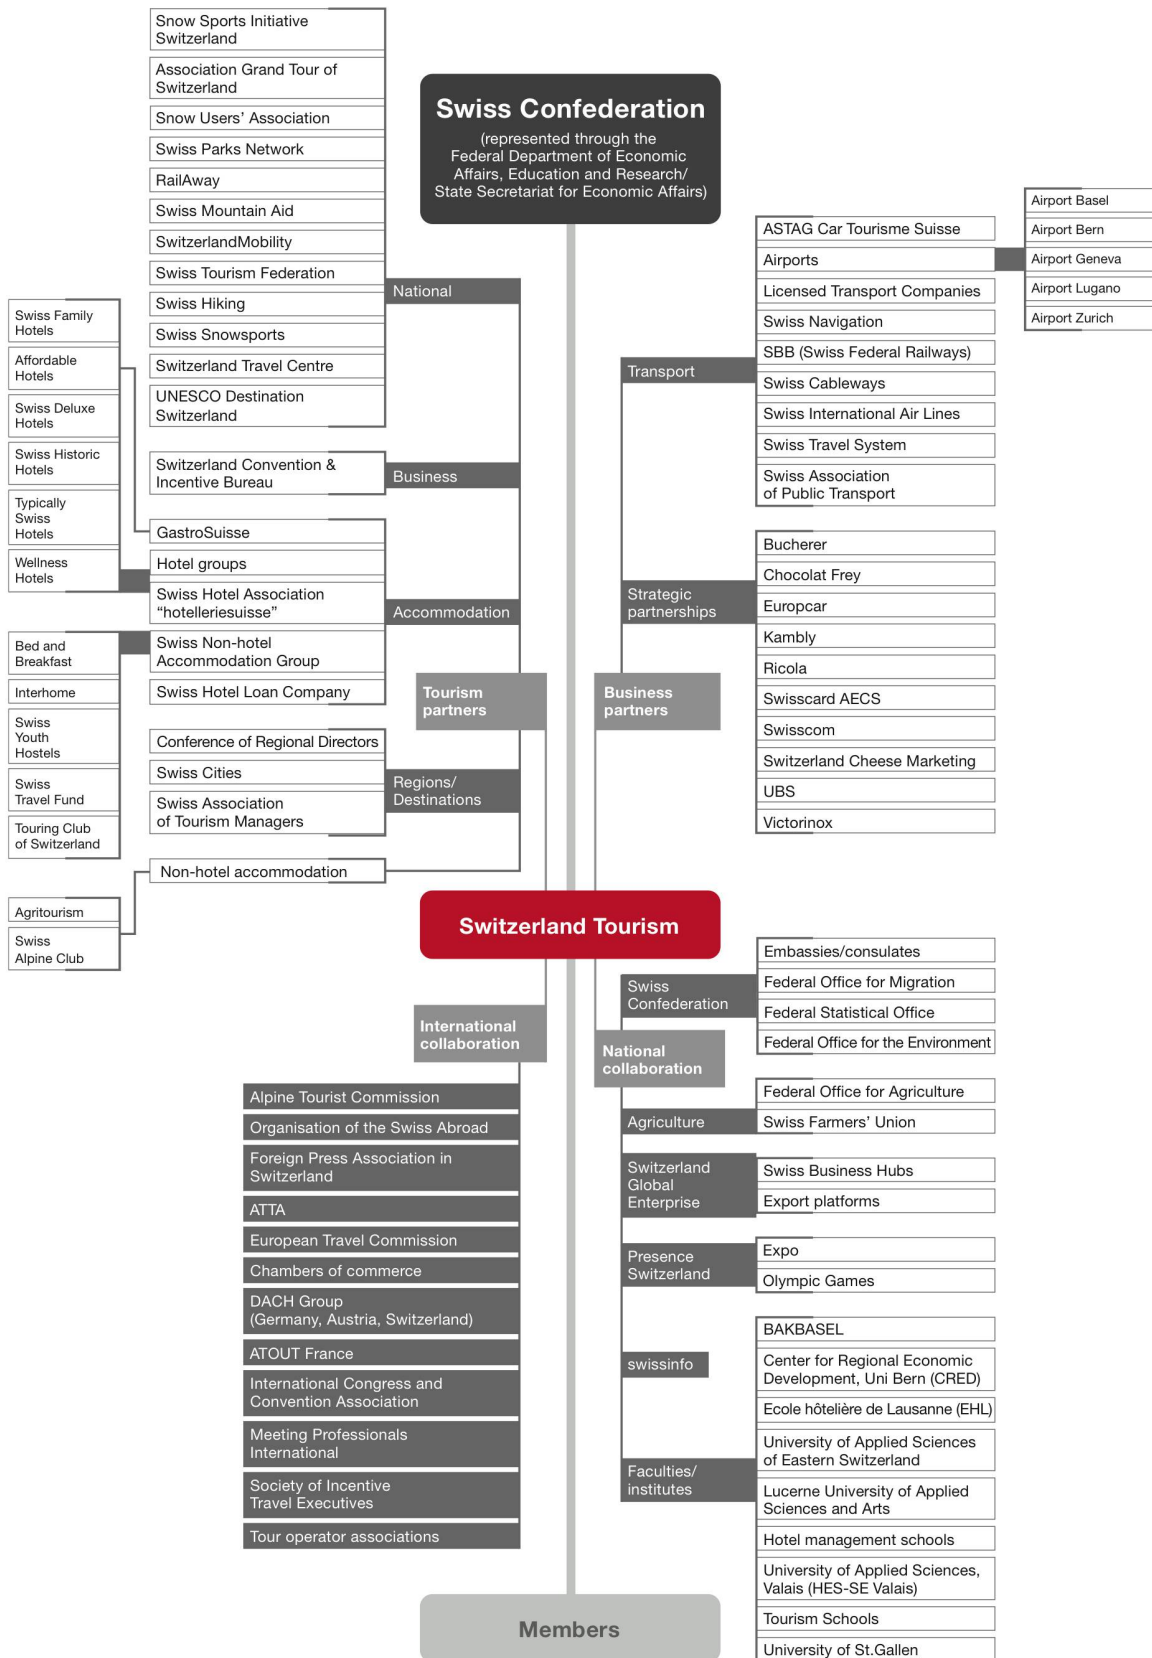 Swiss Confederation
(represented through the
Federal Department of Economic
Affairs, Education and Research/
State Secretariat for Economic Affairs)
Snow Sports Initiative
Switzerland
Association Grand Tour of
Switzerland
Snow Users’ Association
Swiss Parks Network
RailAway
Swiss Mountain Aid
SwitzerlandMobility
Swiss Tourism Federation
Swiss Hiking
Swiss Snowsports
Switzerland Travel Centre
UNESCO Destination
Switzerland
National
Switzerland Convention &
Incentive Bureau
Business
Swiss Family
Hotels
Affordable
Hotels
Swiss Deluxe
Hotels
Swiss Historic
Hotels
Typically
Swiss
Hotels
Wellness
Hotels
GastroSuisse
Hotel groups
Swiss Hotel Association
“hotelleriesuisse”
Swiss Non-hotel
Accommodation Group
Swiss Hotel Loan Company
Accommodation
Bed and
Breakfast
Interhome
Swiss
Youth
Hostels
Swiss
Travel Fund
Touring Club
of Switzerland
Tourism
partners
Conference of Regional Directors
Swiss Cities
Swiss Association
of Tourism Managers
Regions/
Destinations
Non-hotel accommodation
Agritourism
Swiss
Alpine Club
ASTAG Car Tourisme Suisse
Airports
Licensed Transport Companies
Swiss Navigation
SBB (Swiss Federal Railways)
Swiss Cableways
Swiss International Air Lines
Swiss Travel System
Swiss Association
of Public Transport
Transport
Airport Basel
Airport Bern
Airport Geneva
Airport Lugano
Airport Zurich
Strategic
partnerships
Bucherer
Chocolat Frey
Europcar
Kambly
Ricola
Swisscard AECS
Swisscom
Switzerland Cheese Marketing
UBS
Victorinox
Business
partners
Switzerland Tourism
International
collaboration
Alpine Tourist Commission
Organisation of the Swiss Abroad
Foreign Press Association in
Switzerland
ATTA
European Travel Commission
Chambers of commerce
DACH Group
(Germany, Austria, Switzerland)
ATOUT France
International Congress and
Convention Association
Meeting Professionals
International
Society of Incentive
Travel Executives
Tour operator associations
National
collaboration
Swiss
Confederation
Embassies/consulates
Federal Office for Migration
Federal Statistical Office
Federal Office for the Environment
Agriculture
Federal Office for Agriculture
Swiss Farmers’ Union
Switzerland
Global
Enterprise
Swiss Business Hubs
Export platforms
Presence
Switzerland
Expo
Olympic Games
swissinfo
Faculties/
institutes
BAKBASEL
Center for Regional Economic
Development, Uni Bern (CRED)
Ecole hôtelière de Lausanne (EHL)
University of Applied Sciences
of Eastern Switzerland
Lucerne University of Applied
Sciences and Arts
Hotel management schools
University of Applied Sciences,
Valais (HES-SE Valais)
Tourism Schools
University of St.Gallen
Members